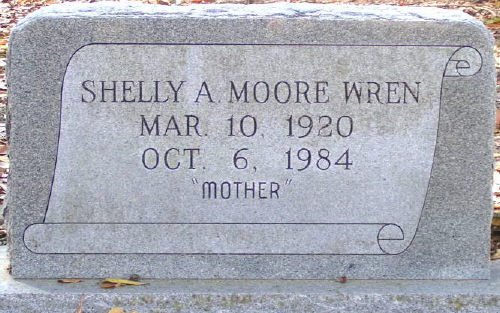 SHELLY A. MOORE WREN
MAR. 10, 1920
OCT. 6, 1984
"MOTHER"